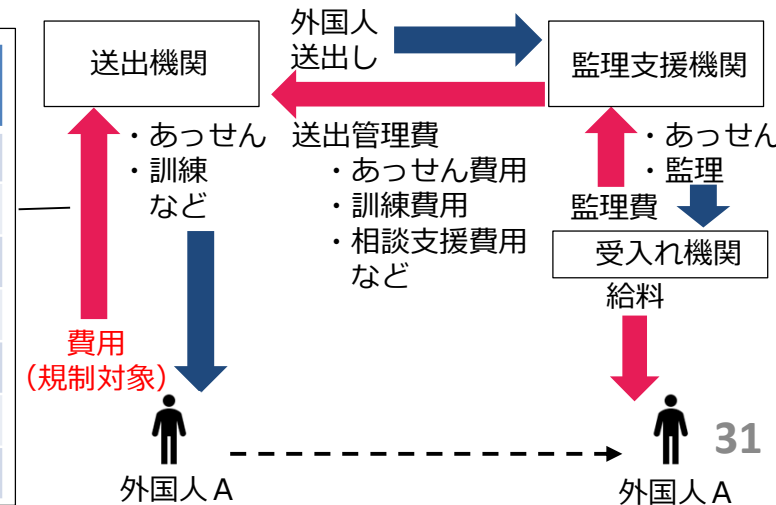 外国人
送出し
送出機関
監理支援機関
・あっせん
・訓練
など
送出管理費
・あっせん費用
・訓練費用
・相談支援費用
など
・あっせん
・監理
監理費
受入れ機関
給料
費用
（規制対象）
外国人A
外国人A
31